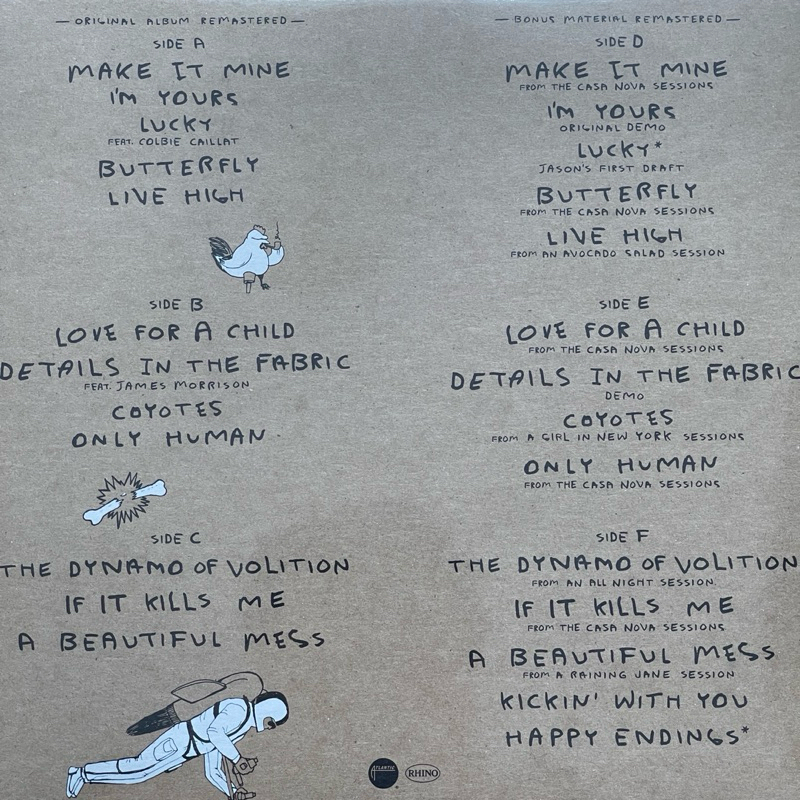 — ORIGINAL ALBUM REMASTERED —
SIDE A
MAKE IT MINE
I'M YOURS
LUCKY
FEAT. COLBIE CAILLAT
BUTTERFLY
LIVE HIGH
SIDE B
LOVE FOR A CHILD
DETAILS IN THE FABRIC
FEAT. JAMES MORRISON
COYOTES
ONLY HUMAN
SIDE C
THE DYNAMO OF VOLITION
IF IT KILLS ME
A BEAUTIFUL MESS
— BONUS MATERIAL REMASTERED —
SIDE D
MAKE IT MINE
FROM THE CASA NOVA SESSIONS
I'M YOURS
ORIGINAL DEMO
LUCKY*
JASON'S FIRST DRAFT
BUTTERFLY
FROM THE CASA NOVA SESSIONS
LIVE HIGH
FROM AN AVOCADO SALAD SESSION
SIDE E
LOVE FOR A CHILD
FROM THE CASA NOVA SESSIONS
DETAILS IN THE FABRIC
DEMO
COYOTES
FROM A GIRL IN NEW YORK SESSIONS
ONLY HUMAN
FROM THE CASA NOVA SESSIONS
SIDE F
THE DYNAMO OF VOLITION
FROM AN ALL NIGHT SESSION
IF IT KILLS ME
FROM THE CASA NOVA SESSIONS
A BEAUTIFUL MESS
FROM A RAINING JANE SESSION
KICKIN' WITH YOU
HAPPY ENDINGS*
ATLANTIC
RHINO